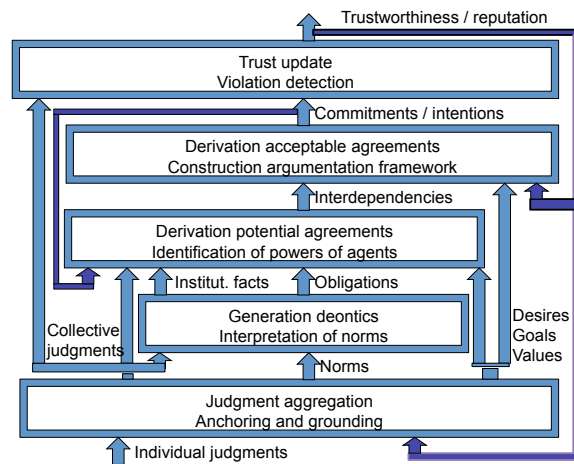 Trustworthiness / reputation
Trust update
Violation detection
Commitments / intentions
Derivation acceptable agreements
Construction argumentation framework
Interdependencies
Derivation potential agreements
Identification of powers of agents
Institut. facts
Obligations
Generation deontics
Interpretation of norms
Collective
judgments
Desires
Goals
Values
Norms
Judgment aggregation
Anchoring and grounding
Individual judgments